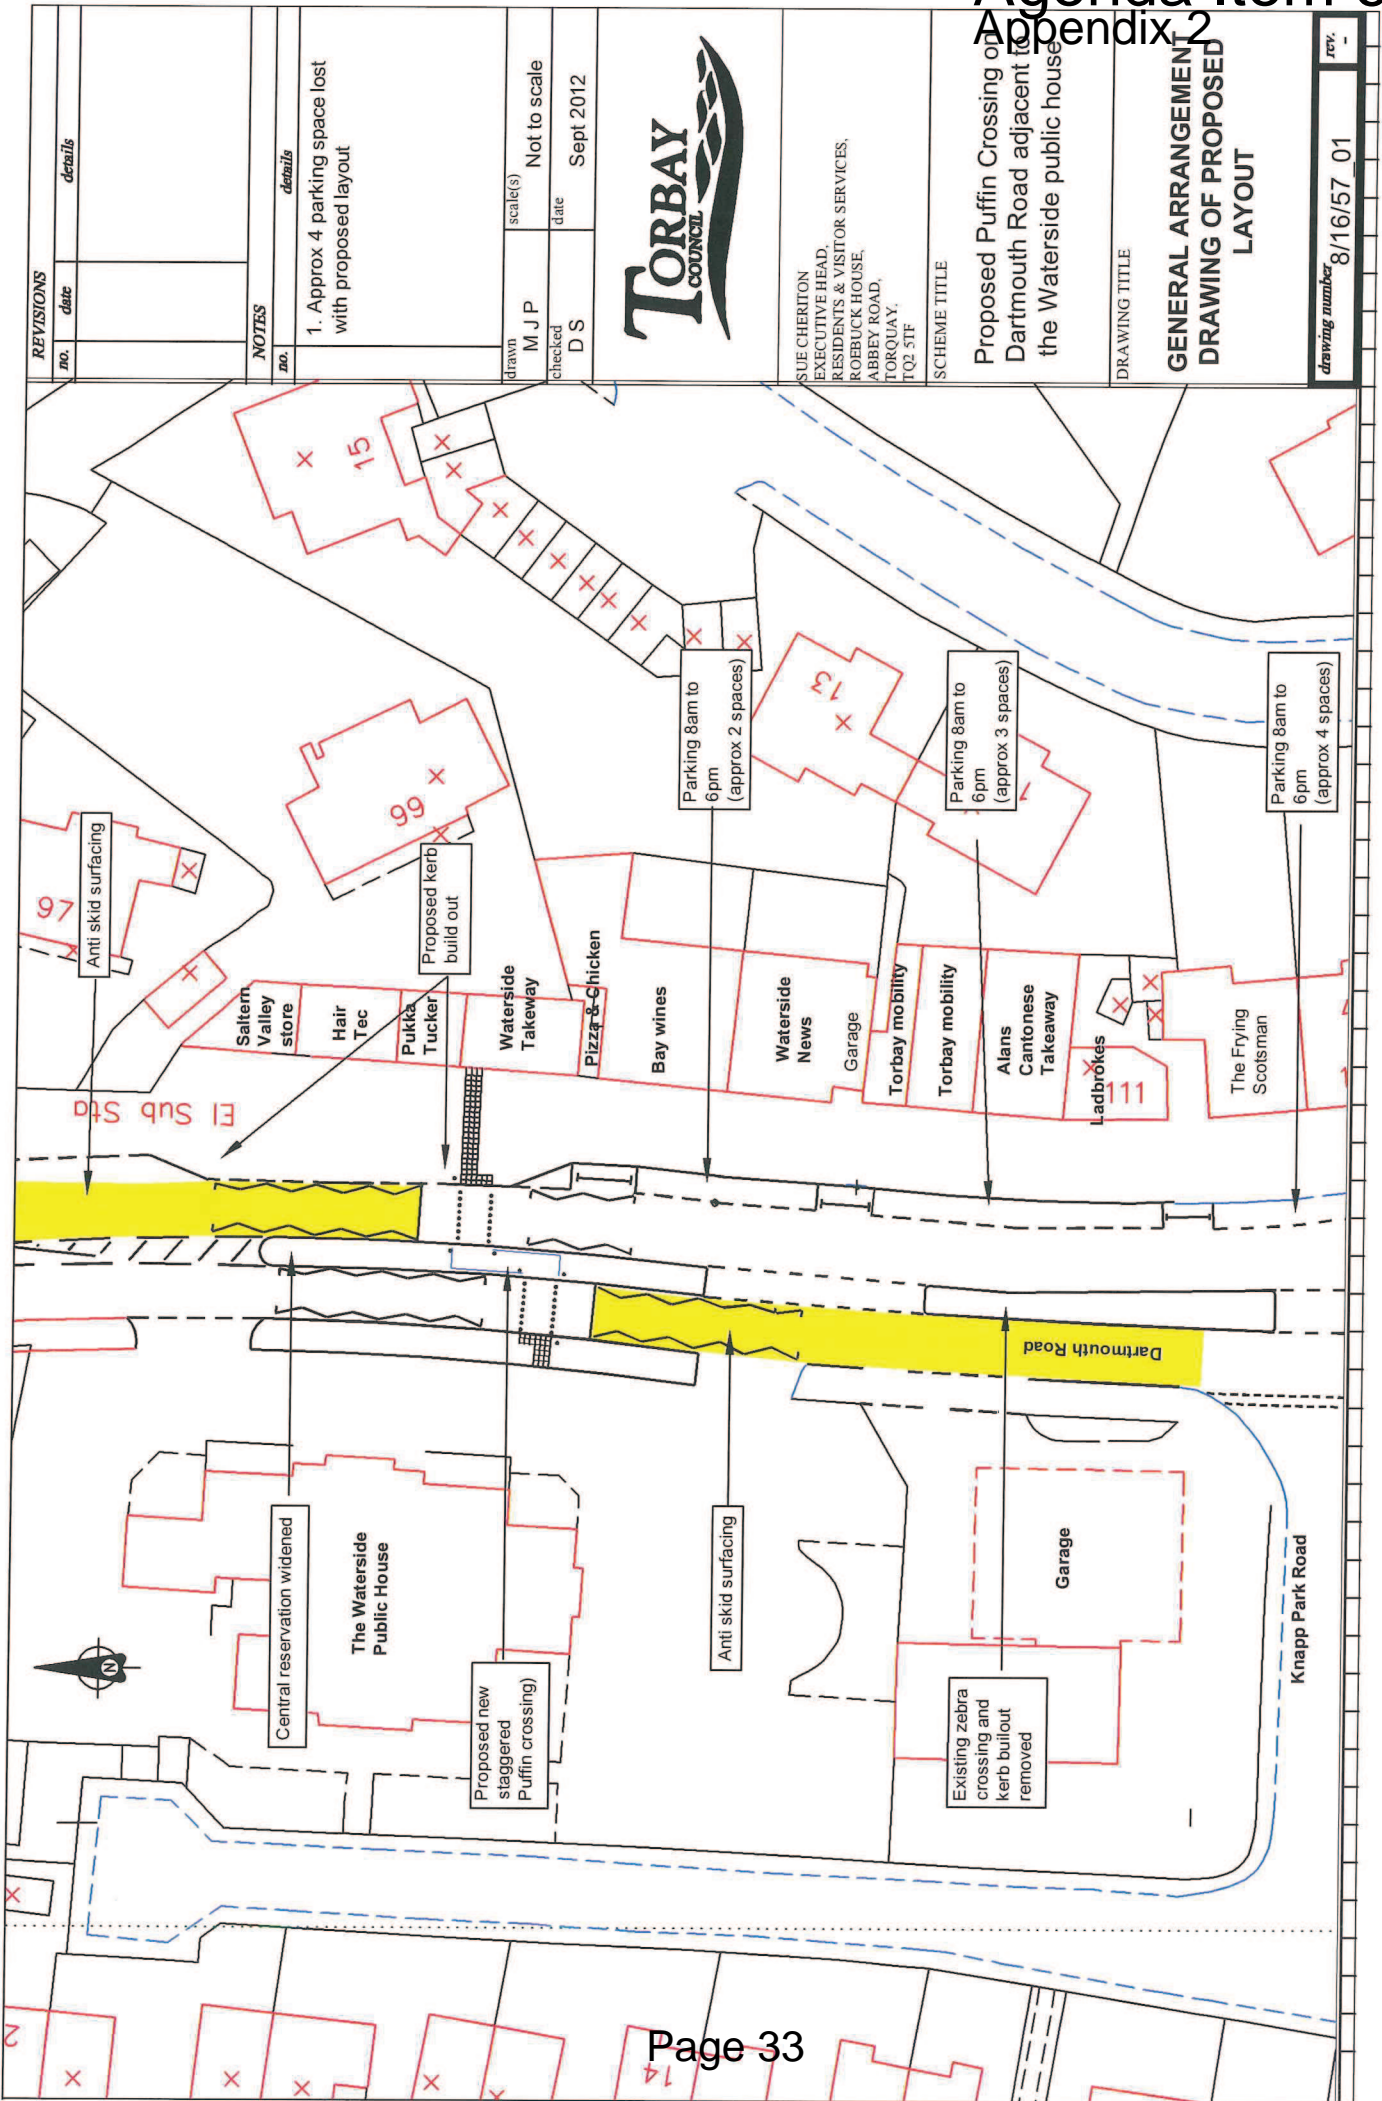 Appendix 2
REVISIONS
no. date details
NOTES
no. details
1. Approx 4 parking space lost
with proposed layout
drawn
M J P
scale(s)
Not to scale
checked
D S
date
Sept 2012
TORBAY
COUNCIL
SUE CHERITON
EXECUTIVE HEAD,
RESIDENTS & VISITOR SERVICES,
ROEBUCK HOUSE,
ABBEY ROAD,
TORQUAY.
TQ2 5TF
SCHEME TITLE
Proposed Puffin Crossing on
Dartmouth Road adjacent to
the Waterside public house
DRAWING TITLE
GENERAL ARRANGEMENT
DRAWING OF PROPOSED
LAYOUT
drawing number
8/16/57_01
rev.
-
15
13
66
97
Anti skid surfacing
Proposed kerb
build out
Parking 8am to
6pm
(approx 2 spaces)
Parking 8am to
6pm
(approx 3 spaces)
Parking 8am to
6pm
(approx 4 spaces)
Saltern
Valley
store
Hair
Tec
Pukka
Tucker
Waterside
Takeway
Pizza & Chicken
Bay wines
Waterside
News
Garage
Torbay mobility
Torbay mobility
Alans
Cantonese
Takeaway
Ladbrokes
111
The Frying
Scotsman
El Sub Sta
Dartmouth Road
Central reservation widened
The Waterside
Public House
Proposed new
staggered
Puffin crossing)
Anti skid surfacing
Existing zebra
crossing and
kerb builout
removed
Garage
Knapp Park Road
N
2
14
Page 33